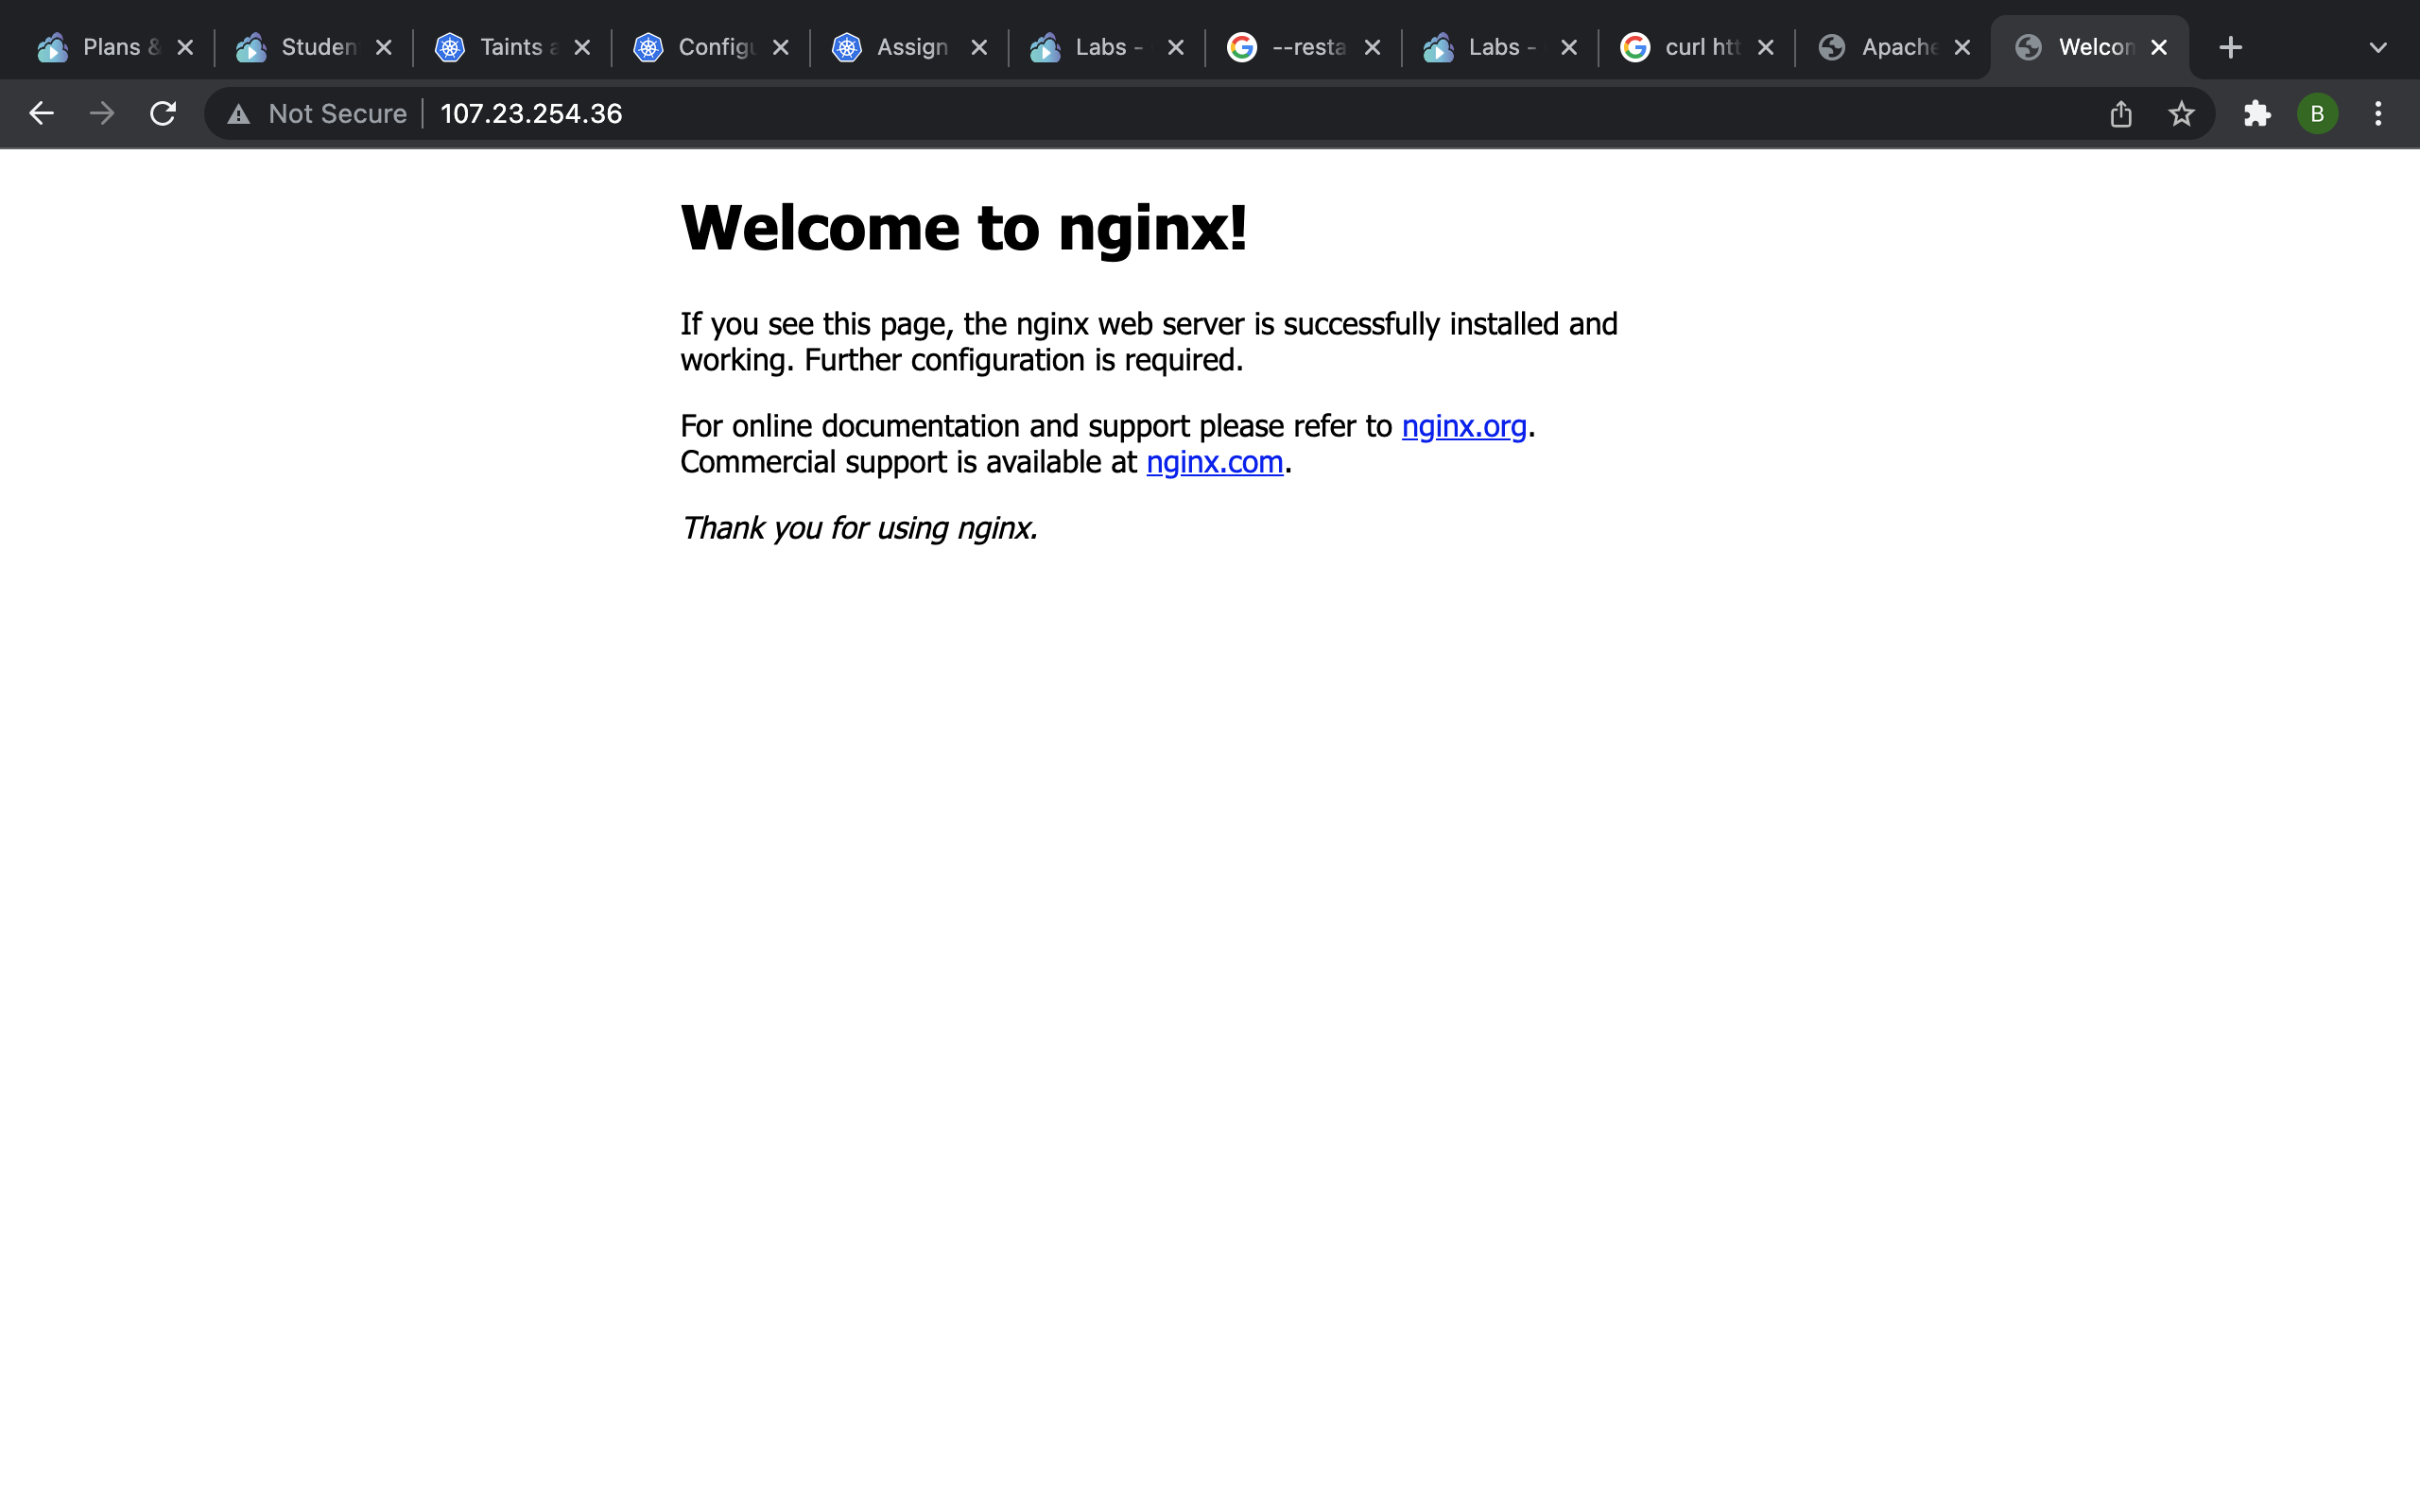 Plans &
Studen
Taints a
Configu
Assign
Labs -
--resta
Labs -
curl htt
Apache
Welcom
Not Secure
107.23.254.36
B
Welcome to nginx!
If you see this page, the nginx web server is successfully installed and
working. Further configuration is required.
For online documentation and support please refer to nginx.org.
Commercial support is available at nginx.com.
Thank you for using nginx.